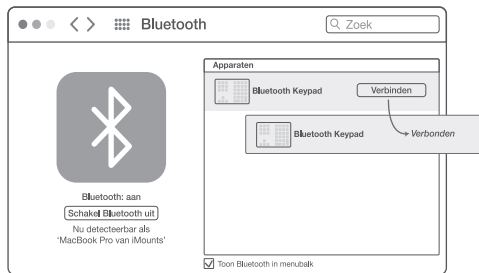 Bluetooth
Zoek
Apparaten
Bluetooth Keypad
Verbinden
Bluetooth Keypad
Verbonden
Bluetooth: aan
Schakel Bluetooth uit
Nu detecteerbar als
‘MacBook Pro van iMounts’
Toon Bluetooth in menubalk